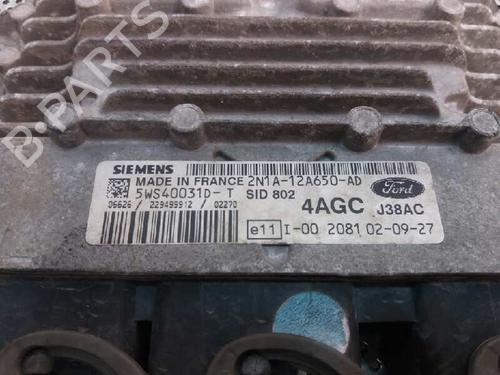 SIEMENS
MADE IN FRANCE 2N1A-12A650-AD
5WS40031D-T SID 802
06626 / 229499912 / 02270
4AGC J38AC
Ford
e11 I-00 2081 02-09-27
B-PARTS